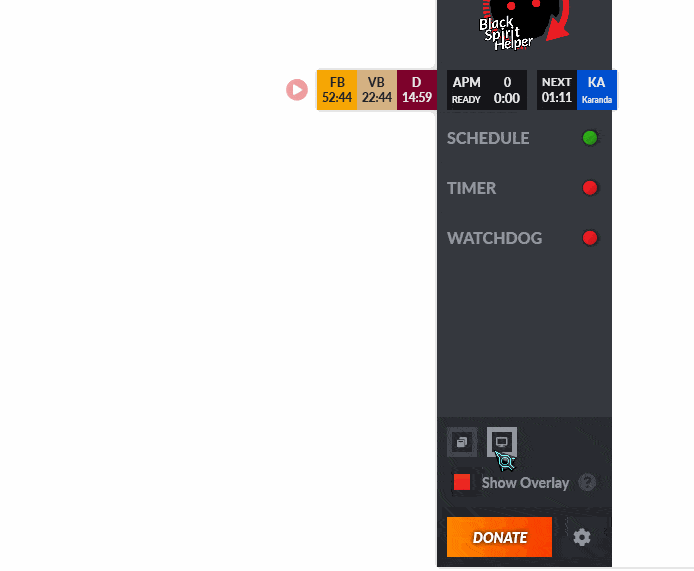 Black
Spirit
Helper
FB VB D APM 0 NEXT KA
52:44 22:44 14:59 READY 0:00 01:11 Karanda
SCHEDULE
TIMER
WATCHDOG
Show Overlay ?
DONATE